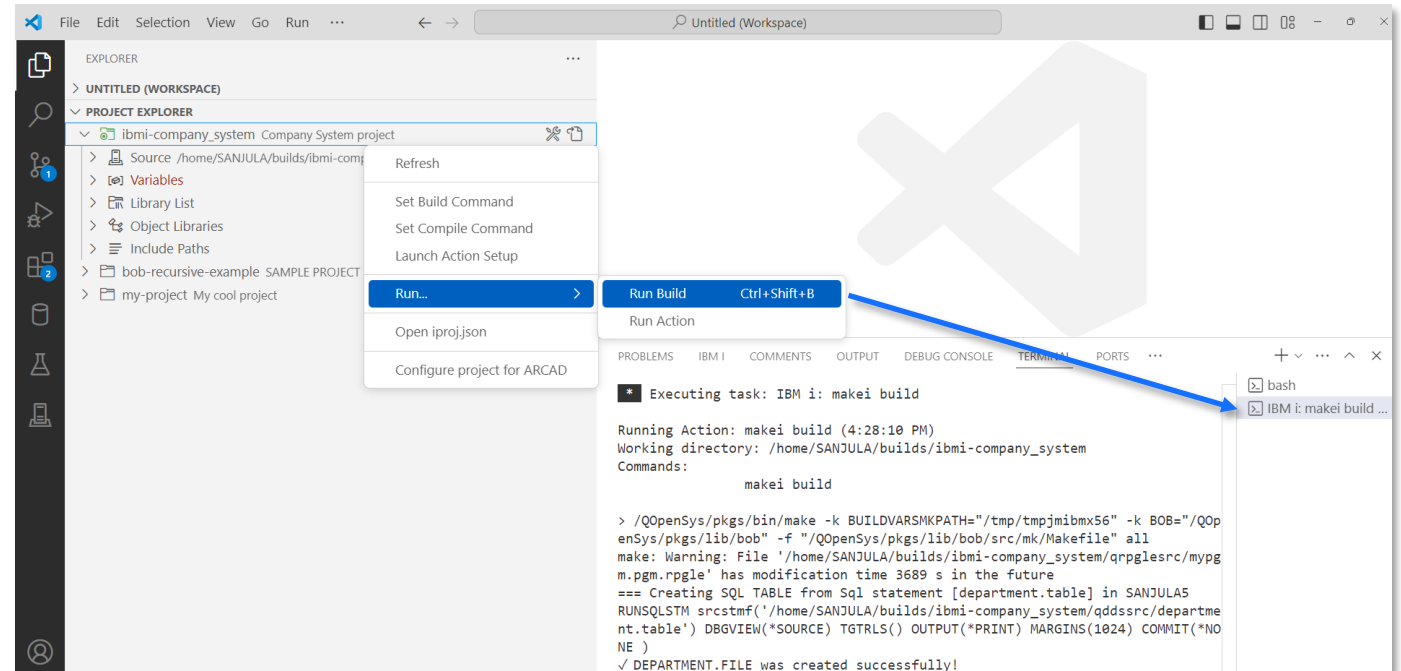 File Edit Selection View Go Run ··· Untitled (Workspace)
EXPLORER
UNTITLED (WORKSPACE)
PROJECT EXPLORER
ibmi-company_system Company System project
Source /home/SANJULA/builds/ibmi-comp
Variables
Library List
Object Libraries
Include Paths
bob-recursive-example SAMPLE PROJECT
my-project My cool project
1
2
Refresh
Set Build Command
Set Compile Command
Launch Action Setup
Run...
Open iproj.json
Configure project for ARCAD
Run Build Ctrl+Shift+B
Run Action
PROBLEMS IBM I COMMENTS OUTPUT DEBUG CONSOLE TERMINAL PORTS ···
bash
IBM i: makei build ...
* Executing task: IBM i: makei build
Running Action: makei build (4:28:10 PM)
Working directory: /home/SANJULA/builds/ibmi-company_system
Commands:
makei build
> /QOpenSys/pkgs/bin/make -k BUILDVARSMKPATH="/tmp/tmpjmibmx56" -k BOB="/QOp
enSys/pkgs/lib/bob" -f "/QOpenSys/pkgs/lib/bob/src/mk/Makefile" all
make: Warning: File '/home/SANJULA/builds/ibmi-company_system/qrpglesrc/mypg
m.pgm.rpgle' has modification time 3689 s in the future
=== Creating SQL TABLE from Sql statement [department.table] in SANJULA5
RUNSQLSTM srcstmf('/home/SANJULA/builds/ibmi-company_system/qddssrc/departme
nt.table') DBGVIEW(*SOURCE) TGTRLS() OUTPUT(*PRINT) MARGINS(1024) COMMIT(*NO
NE )
✓ DEPARTMENT.FILE was created successfully!